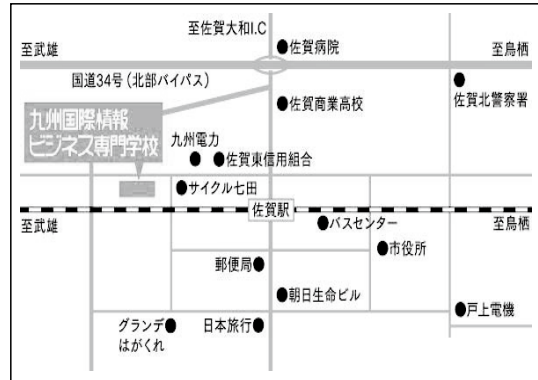 至佐賀大和I.C
至武雄
佐賀病院
至鳥栖
国道34号(北部バイパス)
佐賀商業高校
佐賀北警察署
九州国際情報
ビジネス専門学校
九州電力
佐賀東信用組合
サイクル七田
佐賀駅
至武雄
バスセンター
至鳥栖
市役所
郵便局
朝日生命ビル
戸上電機
グランデ
はがくれ
日本旅行